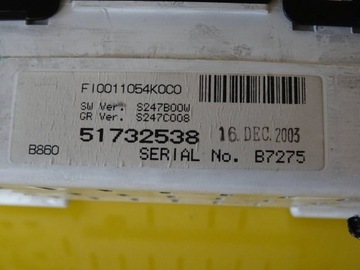 FI0011054K0C0
SW Ver. S247B00W
GR Ver. S247C008
51732538 16. DEC. 2003
B860 SERIAL No. B7275